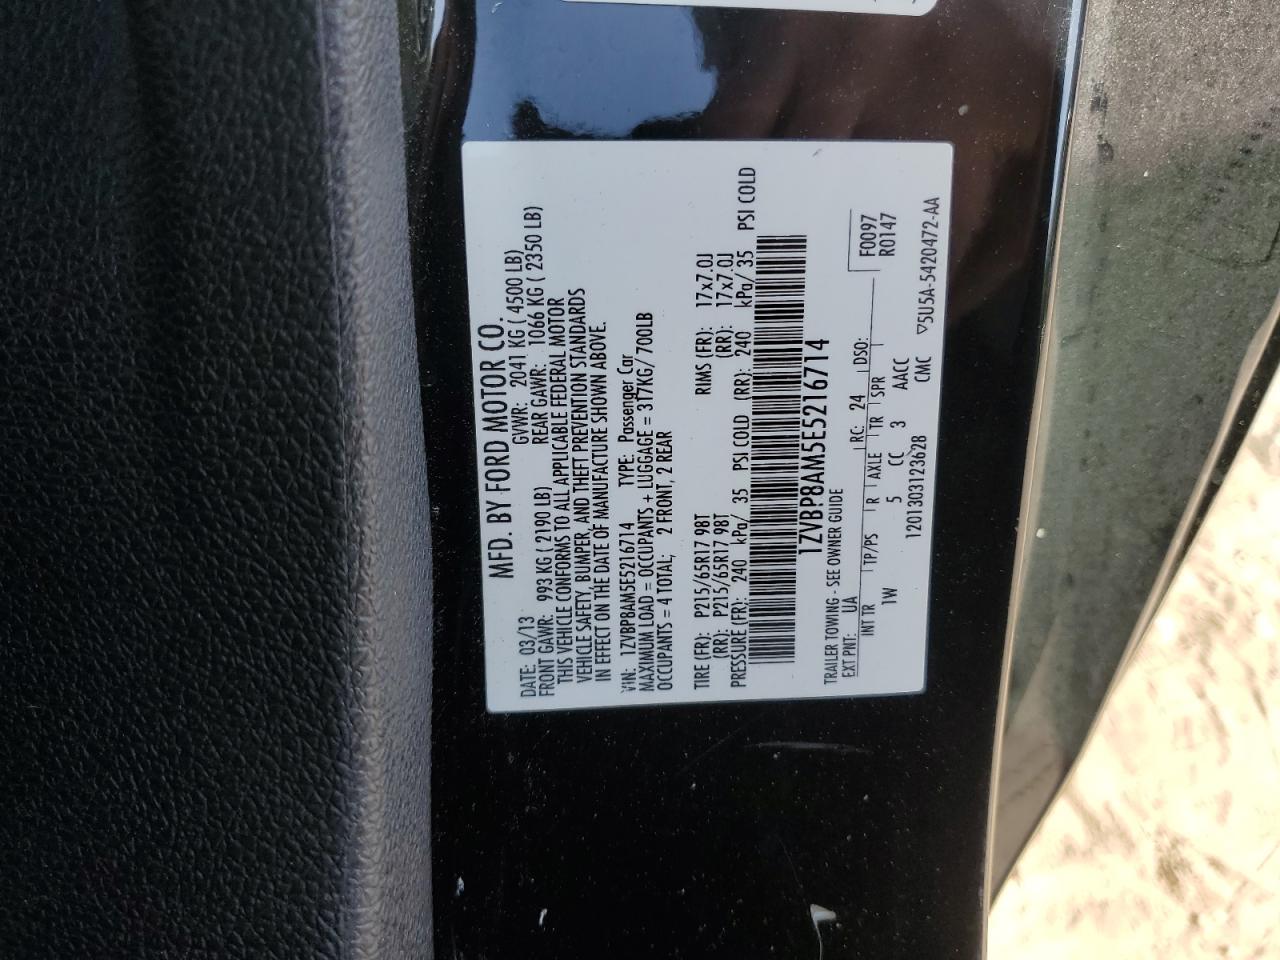 MFD. BY FORD MOTOR CO.
DATE: 03/13 GVWR: 2041 KG ( 4500 LB)
FRONT GAWR: 993 KG ( 2190 LB) REAR GAWR: 1066 KG ( 2350 LB)
THIS VEHICLE CONFORMS TO ALL APPLICABLE FEDERAL MOTOR
VEHICLE SAFETY, BUMPER, AND THEFT PREVENTION STANDARDS
IN EFFECT ON THE DATE OF MANUFACTURE SHOWN ABOVE.
VIN: 1ZVBP8AM5E5216714 TYPE: Passenger Car
MAXIMUM LOAD = OCCUPANTS + LUGGAGE = 317KG/ 700LB
OCCUPANTS = 4 TOTAL; 2 FRONT, 2 REAR
TIRE (FR): P215/65R17 98T RIMS (FR): 17x7.0J
(RR): P215/65R17 98T (RR): 17x7.0J
PRESSURE (FR): 240 kPa/ 35 PSI COLD (RR): 240 kPa/ 35 PSI COLD
1ZVBP8AM5E5216714
TRAILER TOWING - SEE OWNER GUIDE
EXT PNT: UA RC: 24 DSO: F0097
INT TR TP/PS R AXLE TR SPR R0147
1W 5 CC 3 AACC
1201303123628 CMC ▽5U5A-5420472-AA